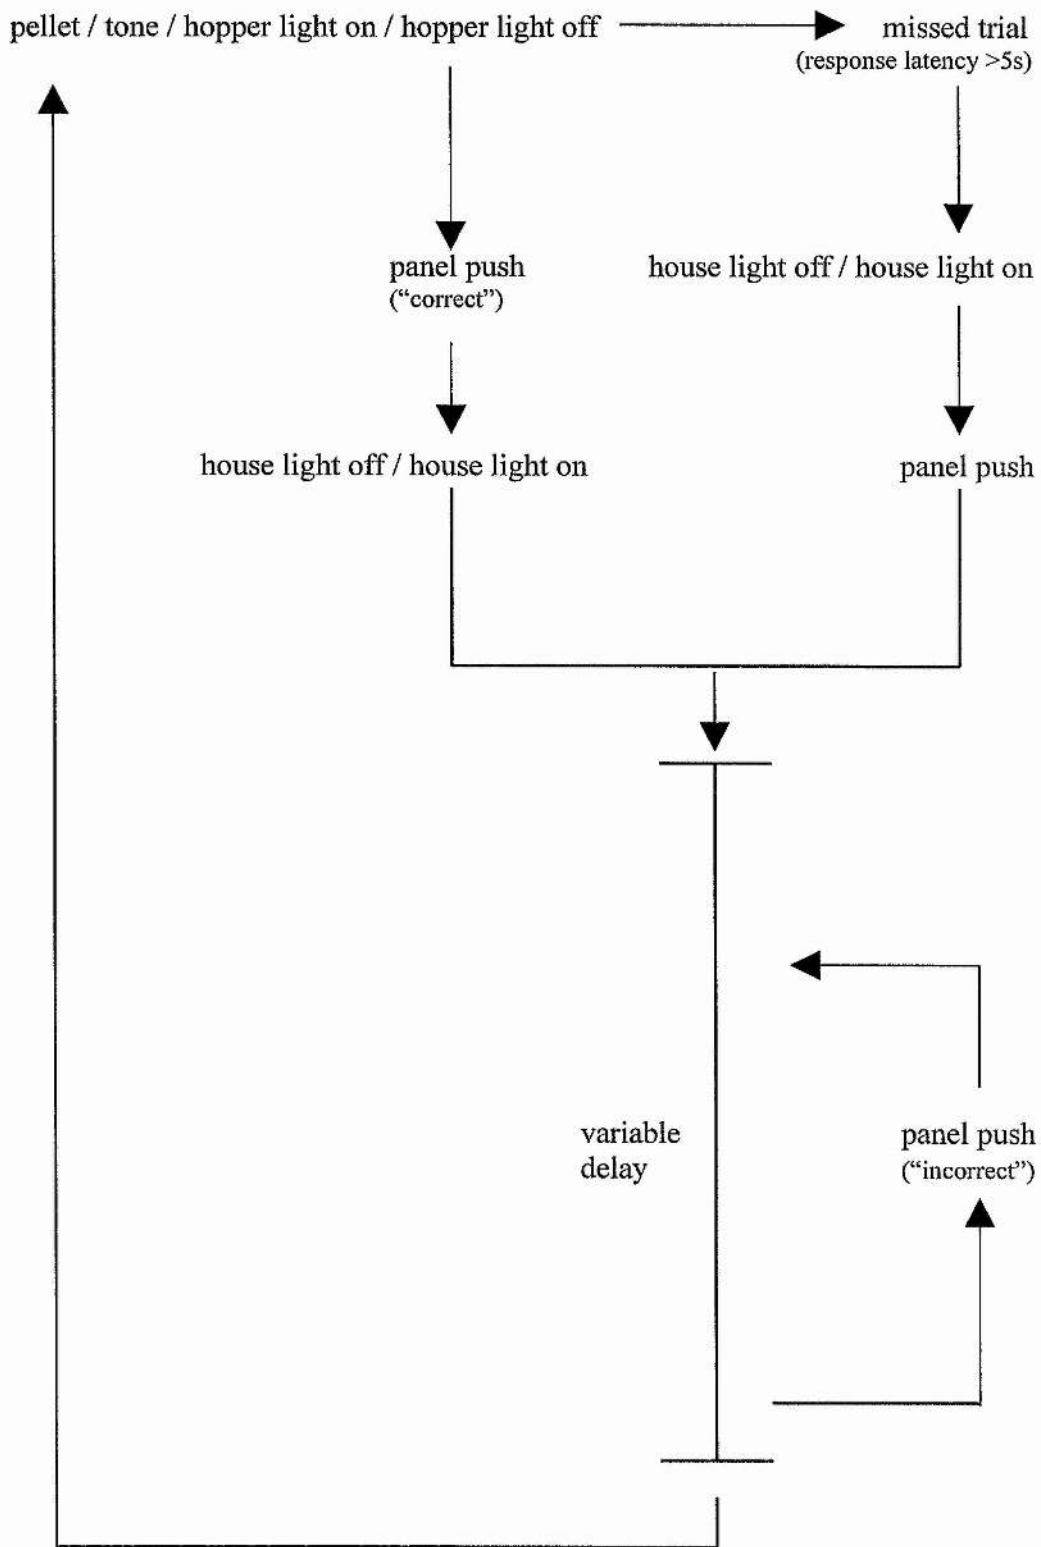 pellet / tone / hopper light on / hopper light off
missed trial
(response latency >5s)
panel push
(“correct”)
house light off / house light on
house light off / house light on
panel push
variable
delay
panel push
(“incorrect”)